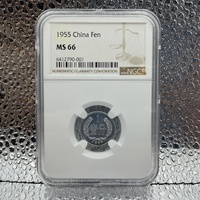 1955 China Fen
MS 66
6612790-001
NUMISMATIC GUARANTY CORPORATION
NGC